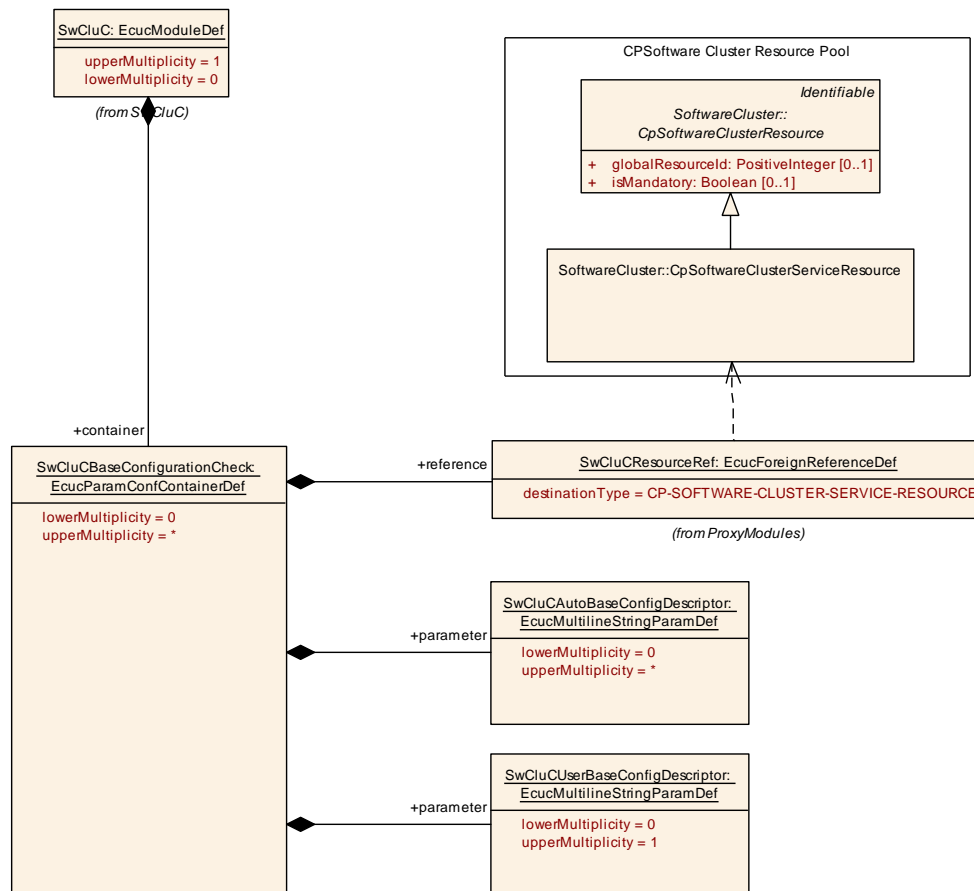 SwCluC: EcucModuleDef
upperMultiplicity = 1
lowerMultiplicity = 0
(from SwCluC)
CPSoftware Cluster Resource Pool
Identifiable
SoftwareCluster::
CpSoftwareClusterResource
+ globalResourceId: PositiveInteger [0..1]
+ isMandatory: Boolean [0..1]
SoftwareCluster::CpSoftwareClusterServiceResource
+container
SwCluCBaseConfigurationCheck:
EcucParamConfContainerDef
lowerMultiplicity = 0
upperMultiplicity = *
+reference
SwCluCResourceRef: EcucForeignReferenceDef
destinationType = CP-SOFTWARE-CLUSTER-SERVICE-RESOURCE
(from ProxyModules)
+parameter
SwCluCAutoBaseConfigDescriptor:
EcucMultilineStringParamDef
lowerMultiplicity = 0
upperMultiplicity = *
+parameter
SwCluCUserBaseConfigDescriptor:
EcucMultilineStringParamDef
lowerMultiplicity = 0
upperMultiplicity = 1